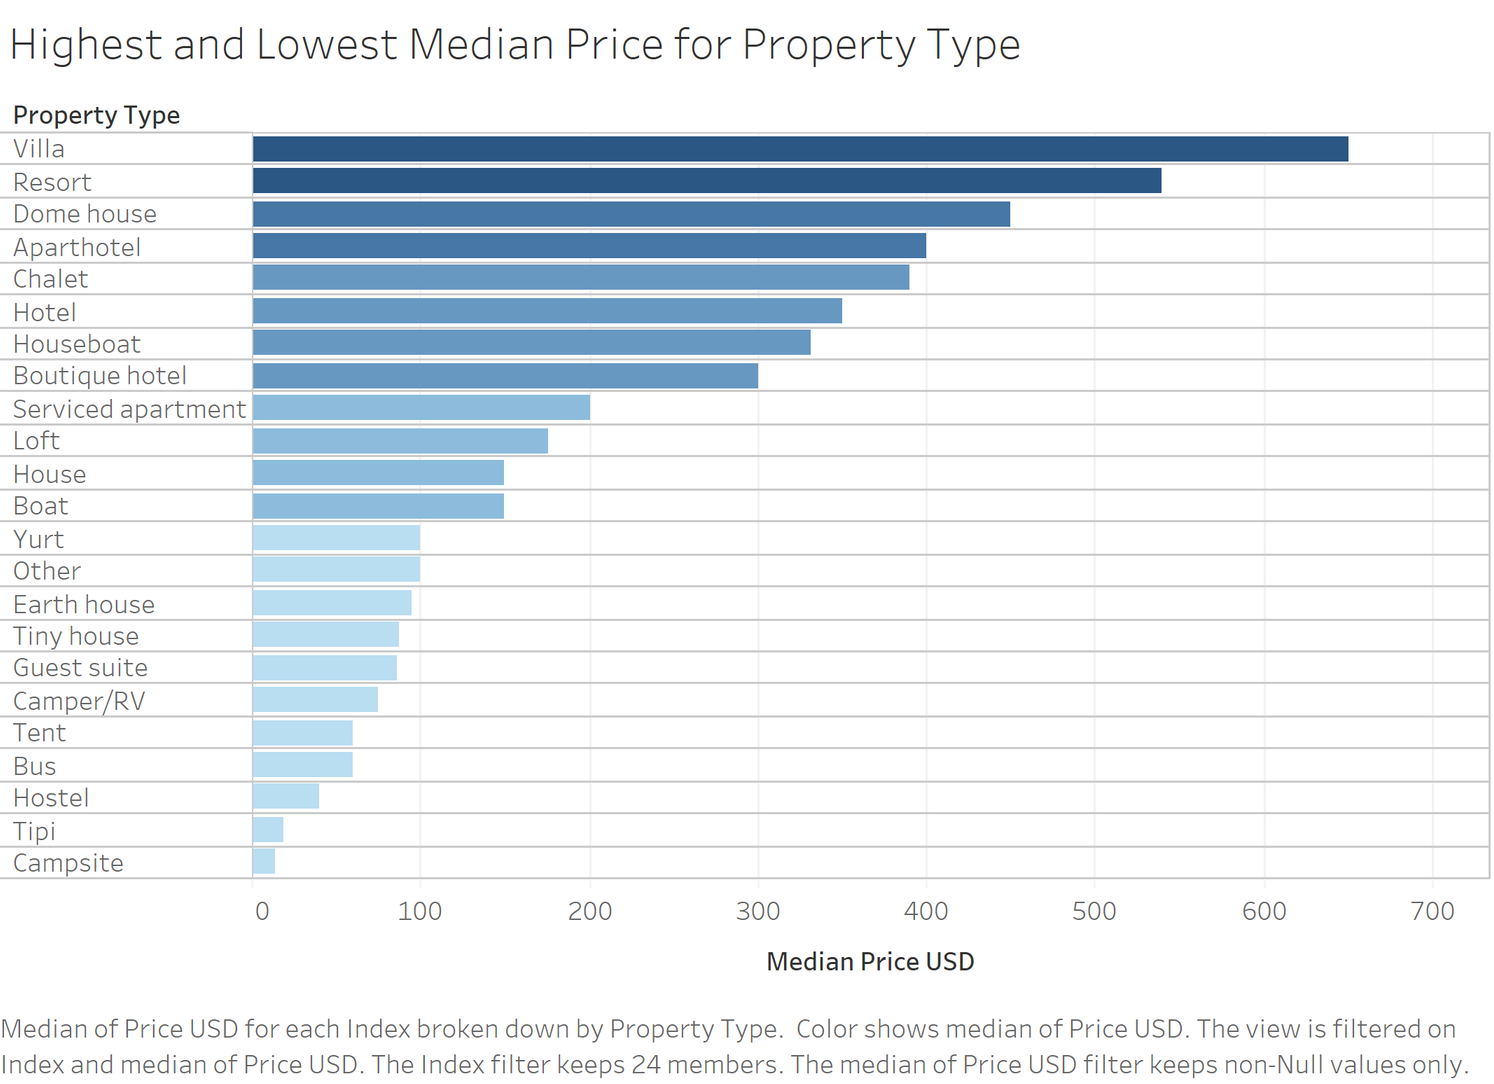 Highest and Lowest Median Price for Property Type
Property Type
Villa
Resort
Dome house
Aparthotel
Chalet
Hotel
Houseboat
Boutique hotel
Serviced apartment
Loft
House
Boat
Yurt
Other
Earth house
Tiny house
Guest suite
Camper/RV
Tent
Bus
Hostel
Tipi
Campsite
0 100 200 300 400 500 600 700
Median Price USD
Median of Price USD for each Index broken down by Property Type.  Color shows median of Price USD. The view is filtered on
Index and median of Price USD. The Index filter keeps 24 members. The median of Price USD filter keeps non-Null values only.